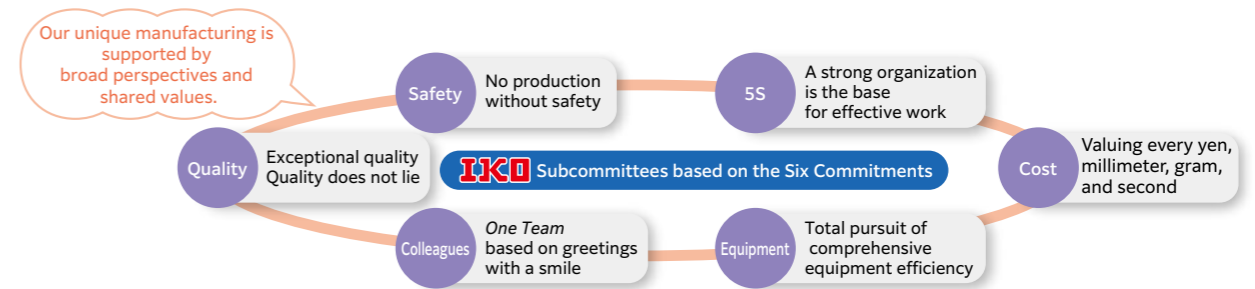 Our unique manufacturing is
supported by
broad perspectives and
shared values.
Safety
No production
without safety
5S
A strong organization
is the base
for effective work
Quality
Exceptional quality
Quality does not lie
IKO Subcommittees based on the Six Commitments
Cost
Valuing every yen,
millimeter, gram,
and second
Colleagues
One Team
based on greetings
with a smile
Equipment
Total pursuit of
comprehensive
equipment efficiency